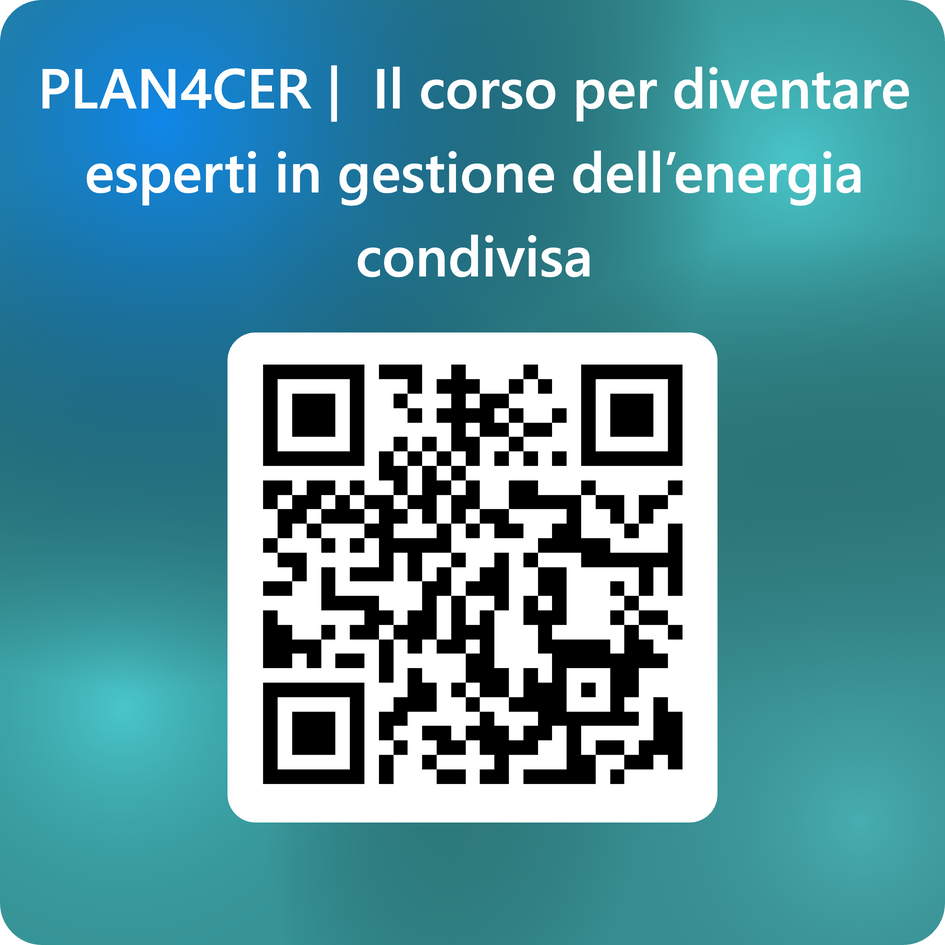 PLAN4CER |  Il corso per diventare
esperti in gestione dell’energia
condivisa